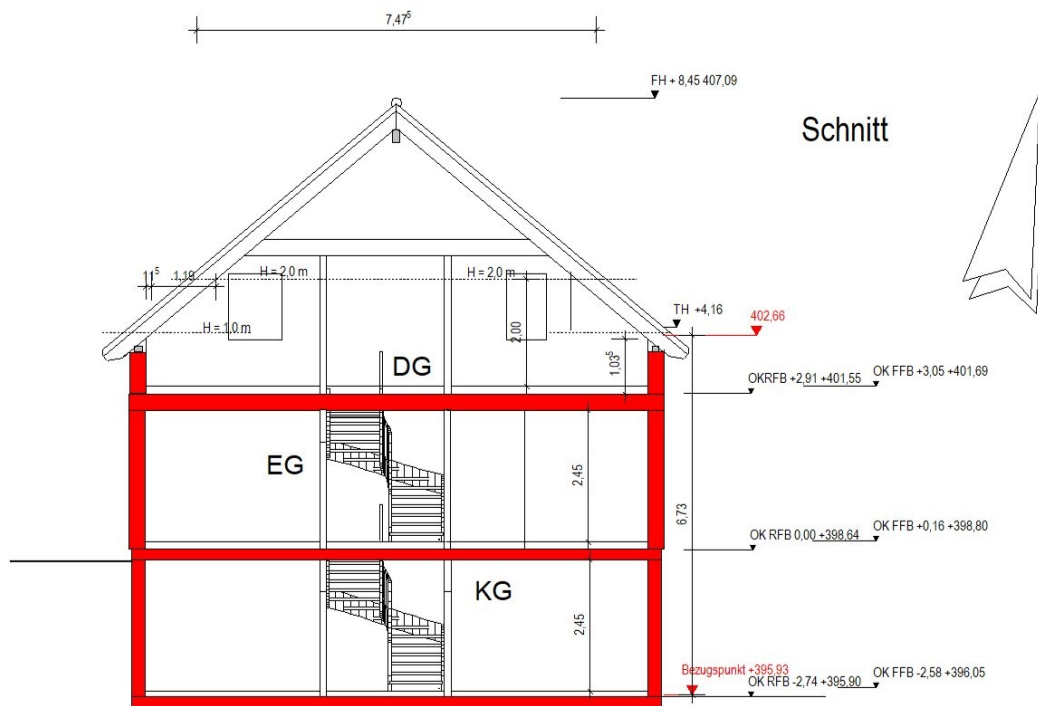 7,47⁵
FH + 8,45 407,09
Schnitt
11⁵ 1,19
H = 2,0 m
H = 2,0 m
TH +4,16
402,66
H = 1,0 m
2,00
1,03⁵
DG
OKRFB +2,91 +401,55
OK FFB +3,05 +401,69
EG
2,45
6,73
OK RFB 0,00 +398,64
OK FFB +0,16 +398,80
KG
2,45
Bezugspunkt +395,93
OK RFB -2,74 +395,90
OK FFB -2,58 +396,05